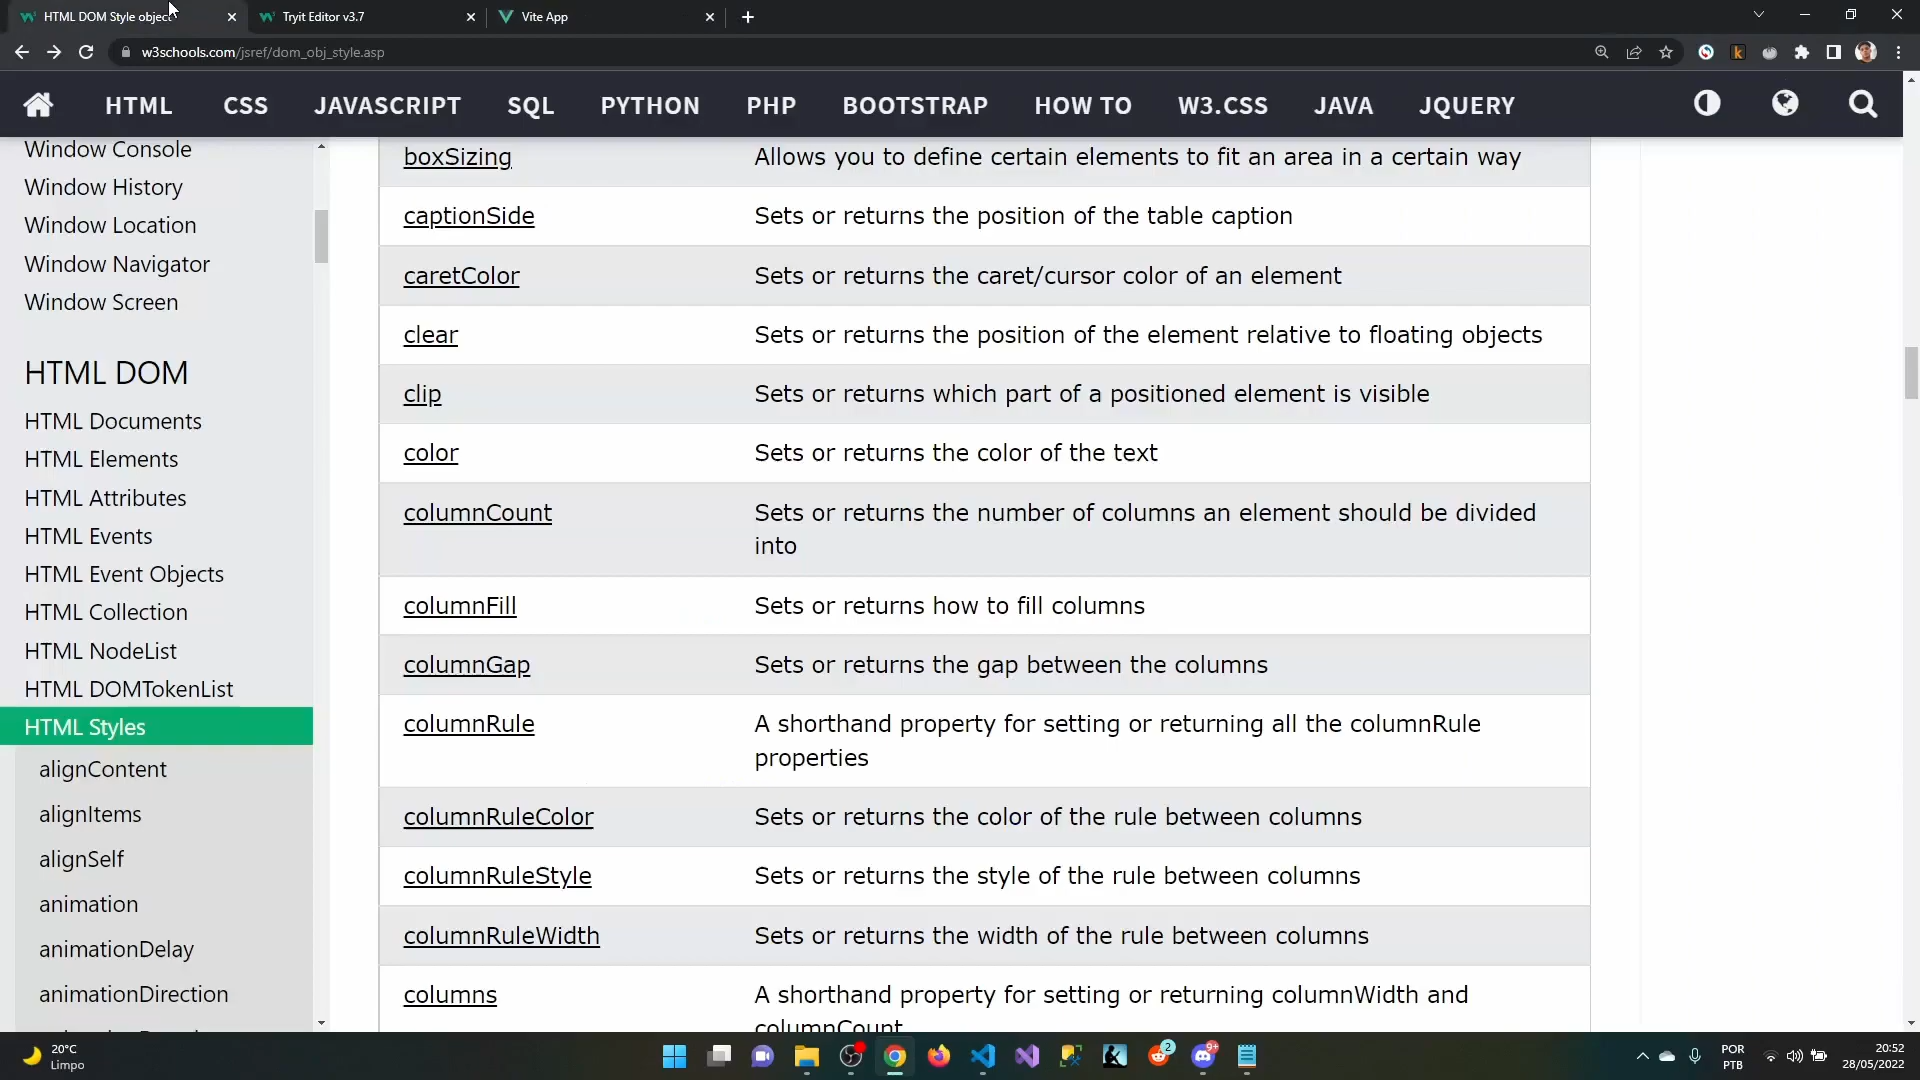 HTML DOM Style object
Tryit Editor v3.7
Vite App
w3schools.com/jsref/dom_obj_style.asp
HTML
CSS
JAVASCRIPT
SQL
PYTHON
PHP
BOOTSTRAP
HOW TO
W3.CSS
JAVA
JQUERY
Window Console
Window History
Window Location
Window Navigator
Window Screen
HTML DOM
HTML Documents
HTML Elements
HTML Attributes
HTML Events
HTML Event Objects
HTML Collection
HTML NodeList
HTML DOMTokenList
HTML Styles
alignContent
alignItems
alignSelf
animation
animationDelay
animationDirection
boxSizing Allows you to define certain elements to fit an area in a certain way
captionSide Sets or returns the position of the table caption
caretColor Sets or returns the caret/cursor color of an element
clear Sets or returns the position of the element relative to floating objects
clip Sets or returns which part of a positioned element is visible
color Sets or returns the color of the text
columnCount Sets or returns the number of columns an element should be divided
into
columnFill Sets or returns how to fill columns
columnGap Sets or returns the gap between the columns
columnRule A shorthand property for setting or returning all the columnRule
properties
columnRuleColor Sets or returns the color of the rule between columns
columnRuleStyle Sets or returns the style of the rule between columns
columnRuleWidth Sets or returns the width of the rule between columns
columns A shorthand property for setting or returning columnWidth and
columnCount
20°C
Limpo
k
2
9+
POR
PTB
20:52
28/05/2022